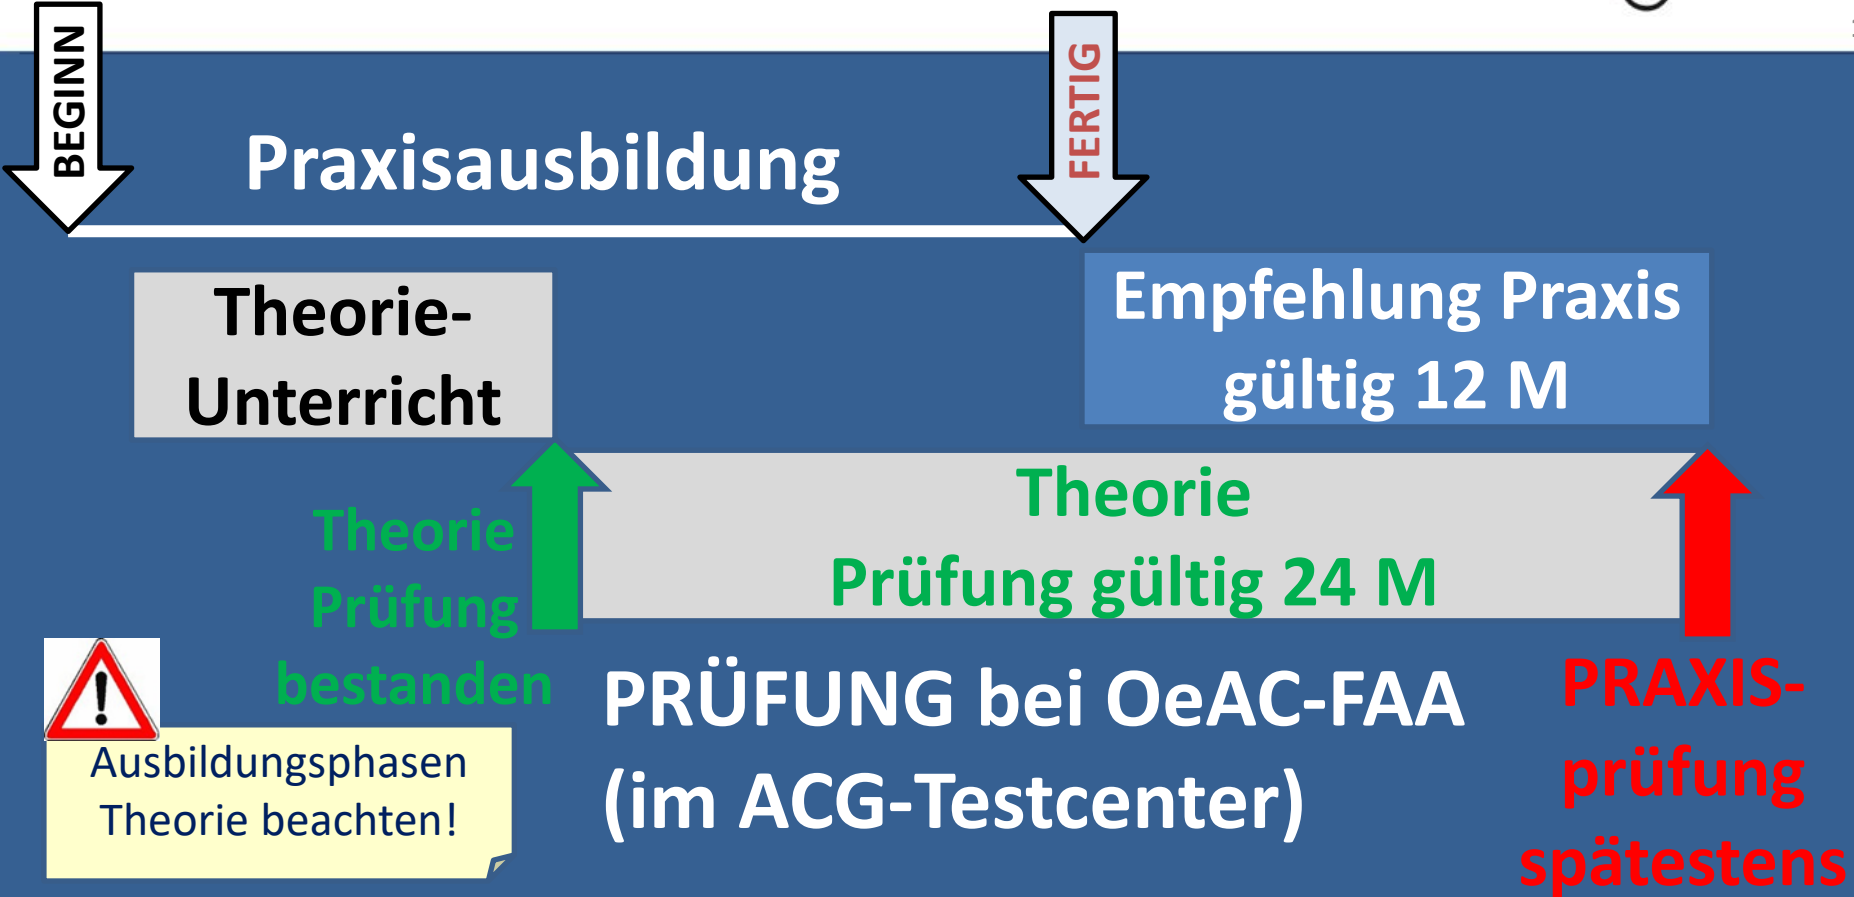 BEGINN
FERTIG
Praxisausbildung
Theorie-
Unterricht
Empfehlung Praxis
gültig 12 M
Theorie
Prüfung
bestanden
Theorie
Prüfung gültig 24 M
PRÜFUNG bei OeAC-FAA
(im ACG-Testcenter)
PRAXIS-
prüfung
spätestens
Ausbildungsphasen
Theorie beachten!